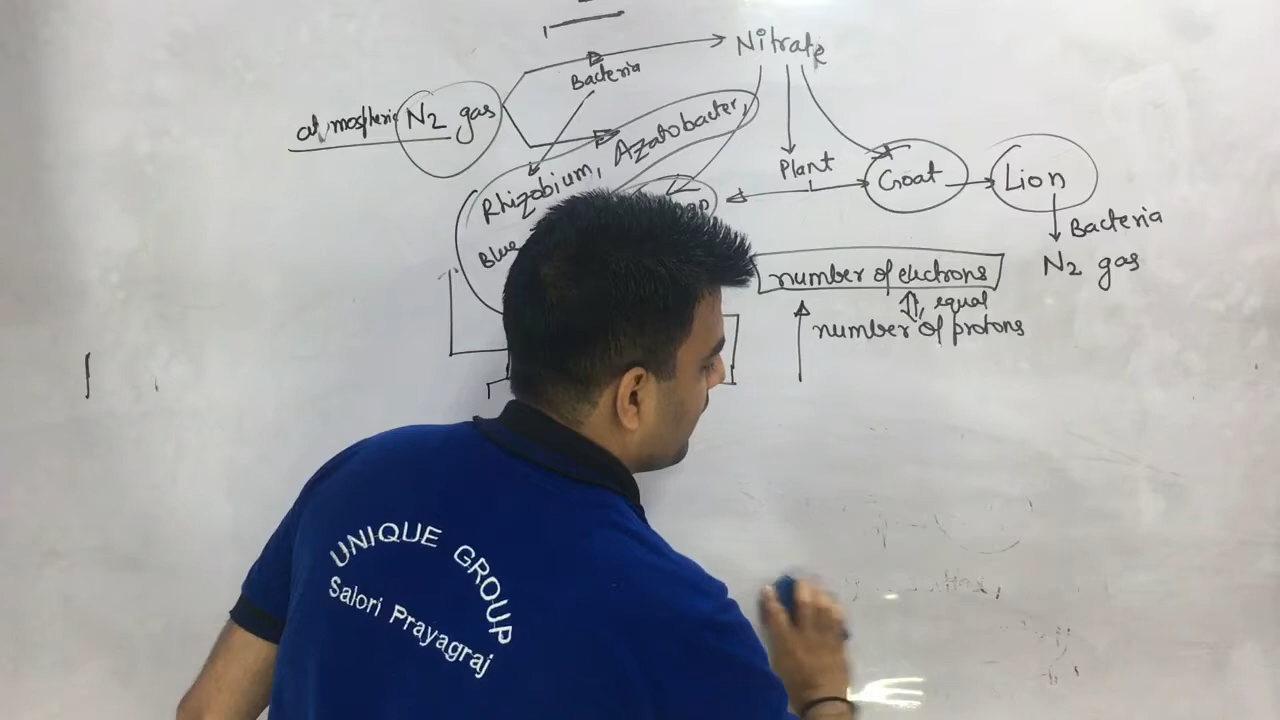 Nitrate
Bacteria
atmospheric N2 gas
Rhizobium, Azatobacter,
Blue
Plant
Goat
Lion
Bacteria
N2 gas
number of electrons
equal
number of protons
UNIQUE GROUP
Salori Prayagraj